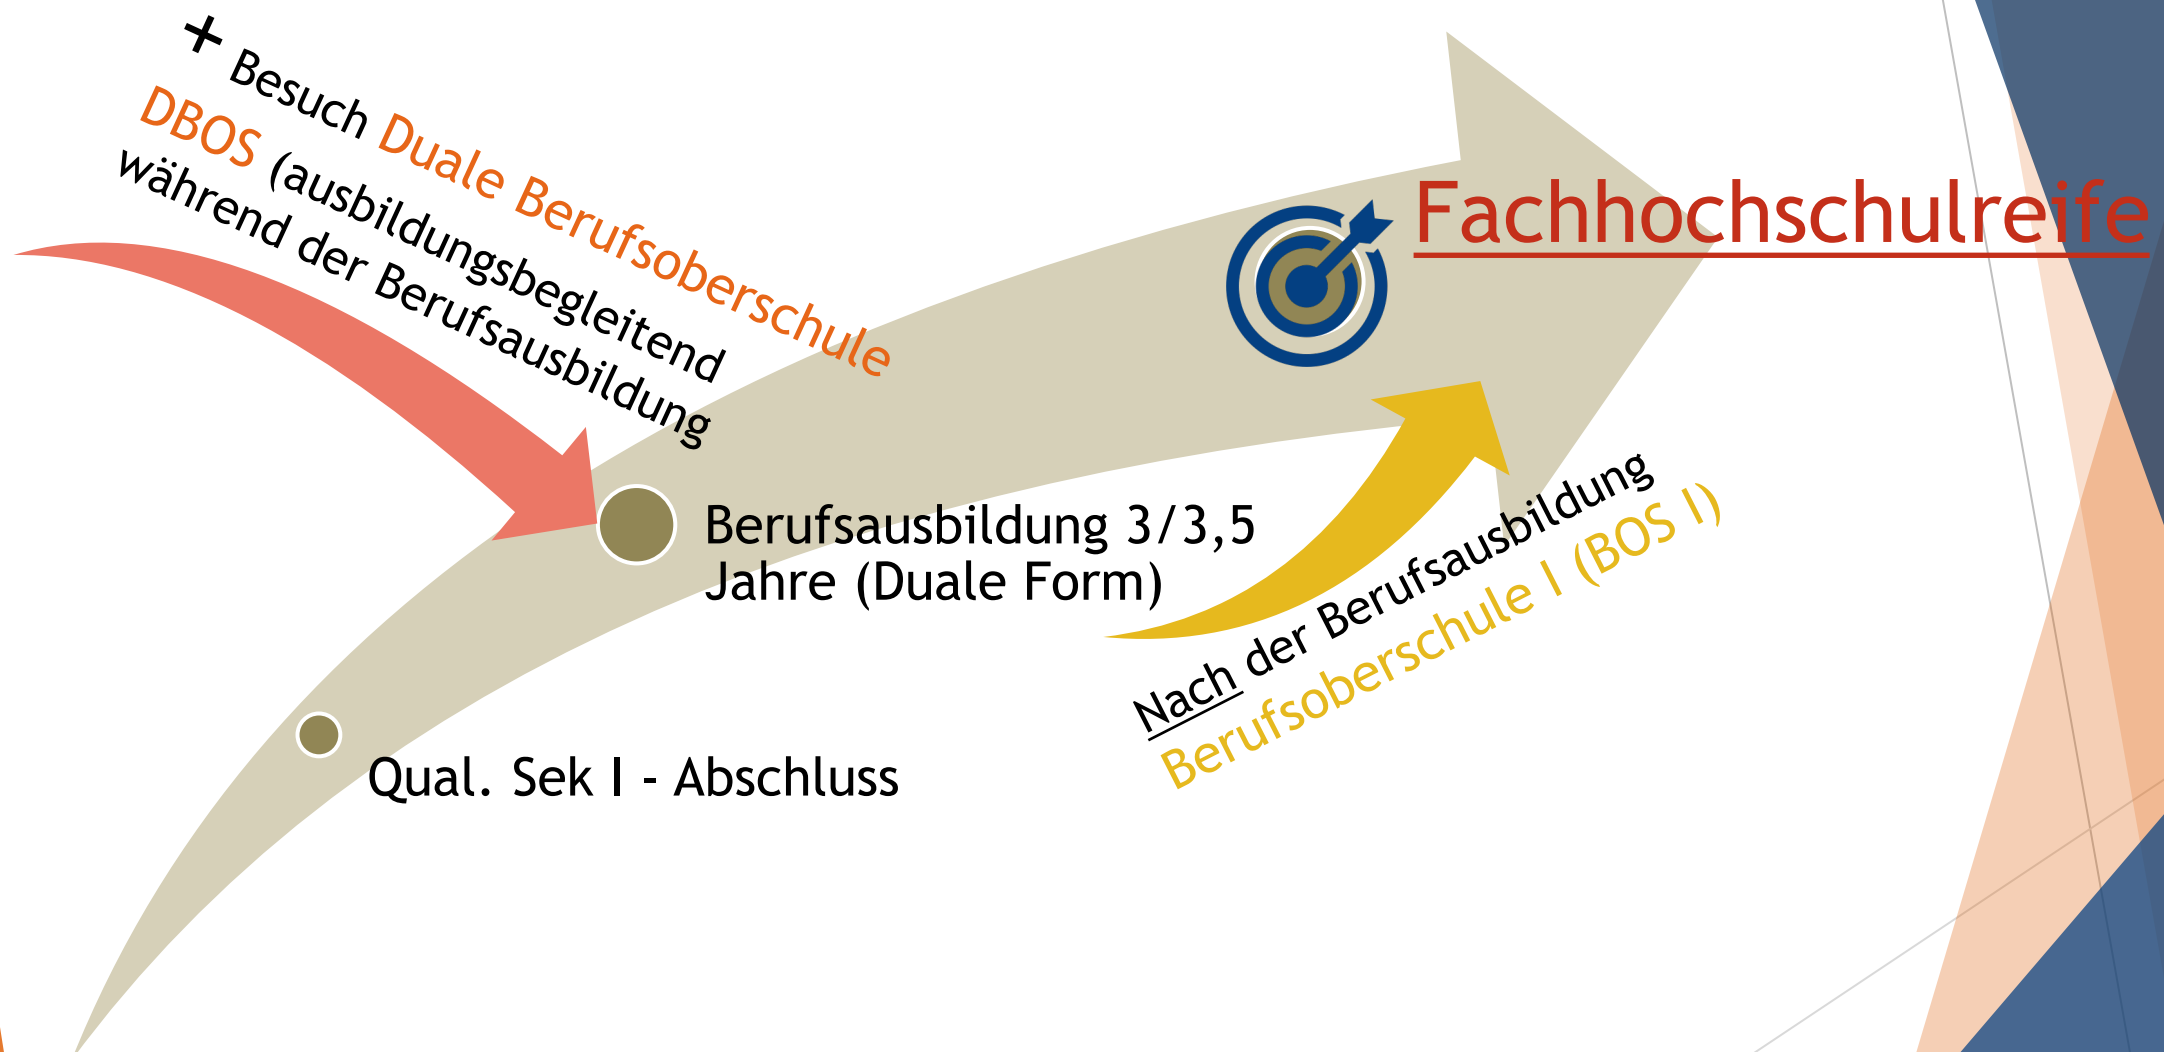 + Besuch Duale Berufsoberschule
DBOS (ausbildungsbegleitend
während der Berufsausbildung
Fachhochschulreife
Berufsausbildung 3/3,5
Jahre (Duale Form)
Nach der Berufsausbildung
Berufsoberschule I (BOS I)
Qual. Sek I - Abschluss